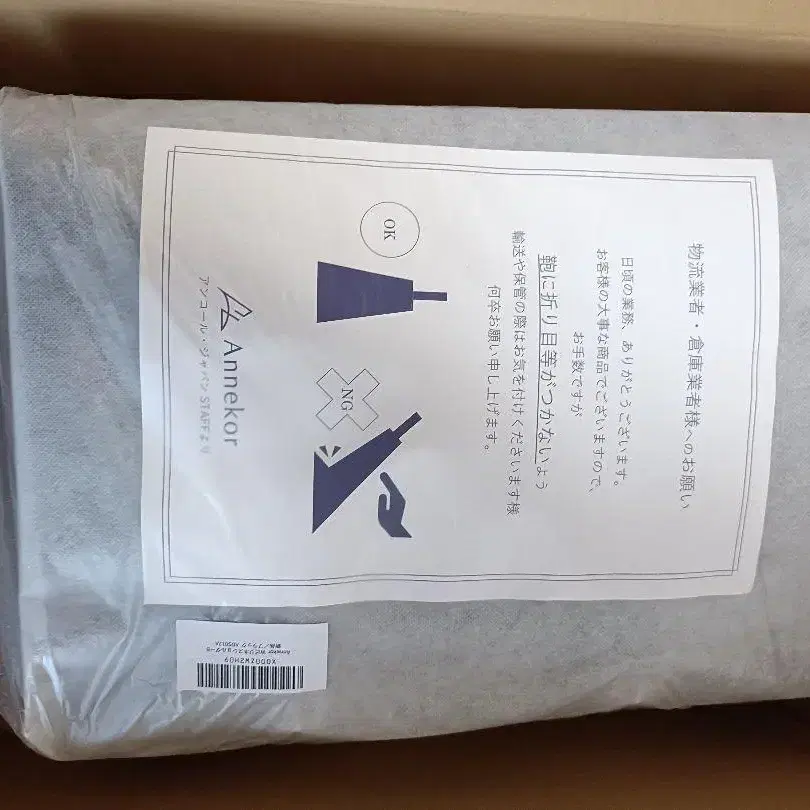 物流業者・倉庫業者様へのお願い
日頃の業務、ありがとうございます。
お客様の大事な商品でございますので、
お手数ですが
鞄に折り目等がつかないよう
輸送や保管の際はお気を付けくださいます様
何卒お願い申し上げます。
OK
NG
Annekor
アンコール・ジャパン STAFFより
X000ZWZH09